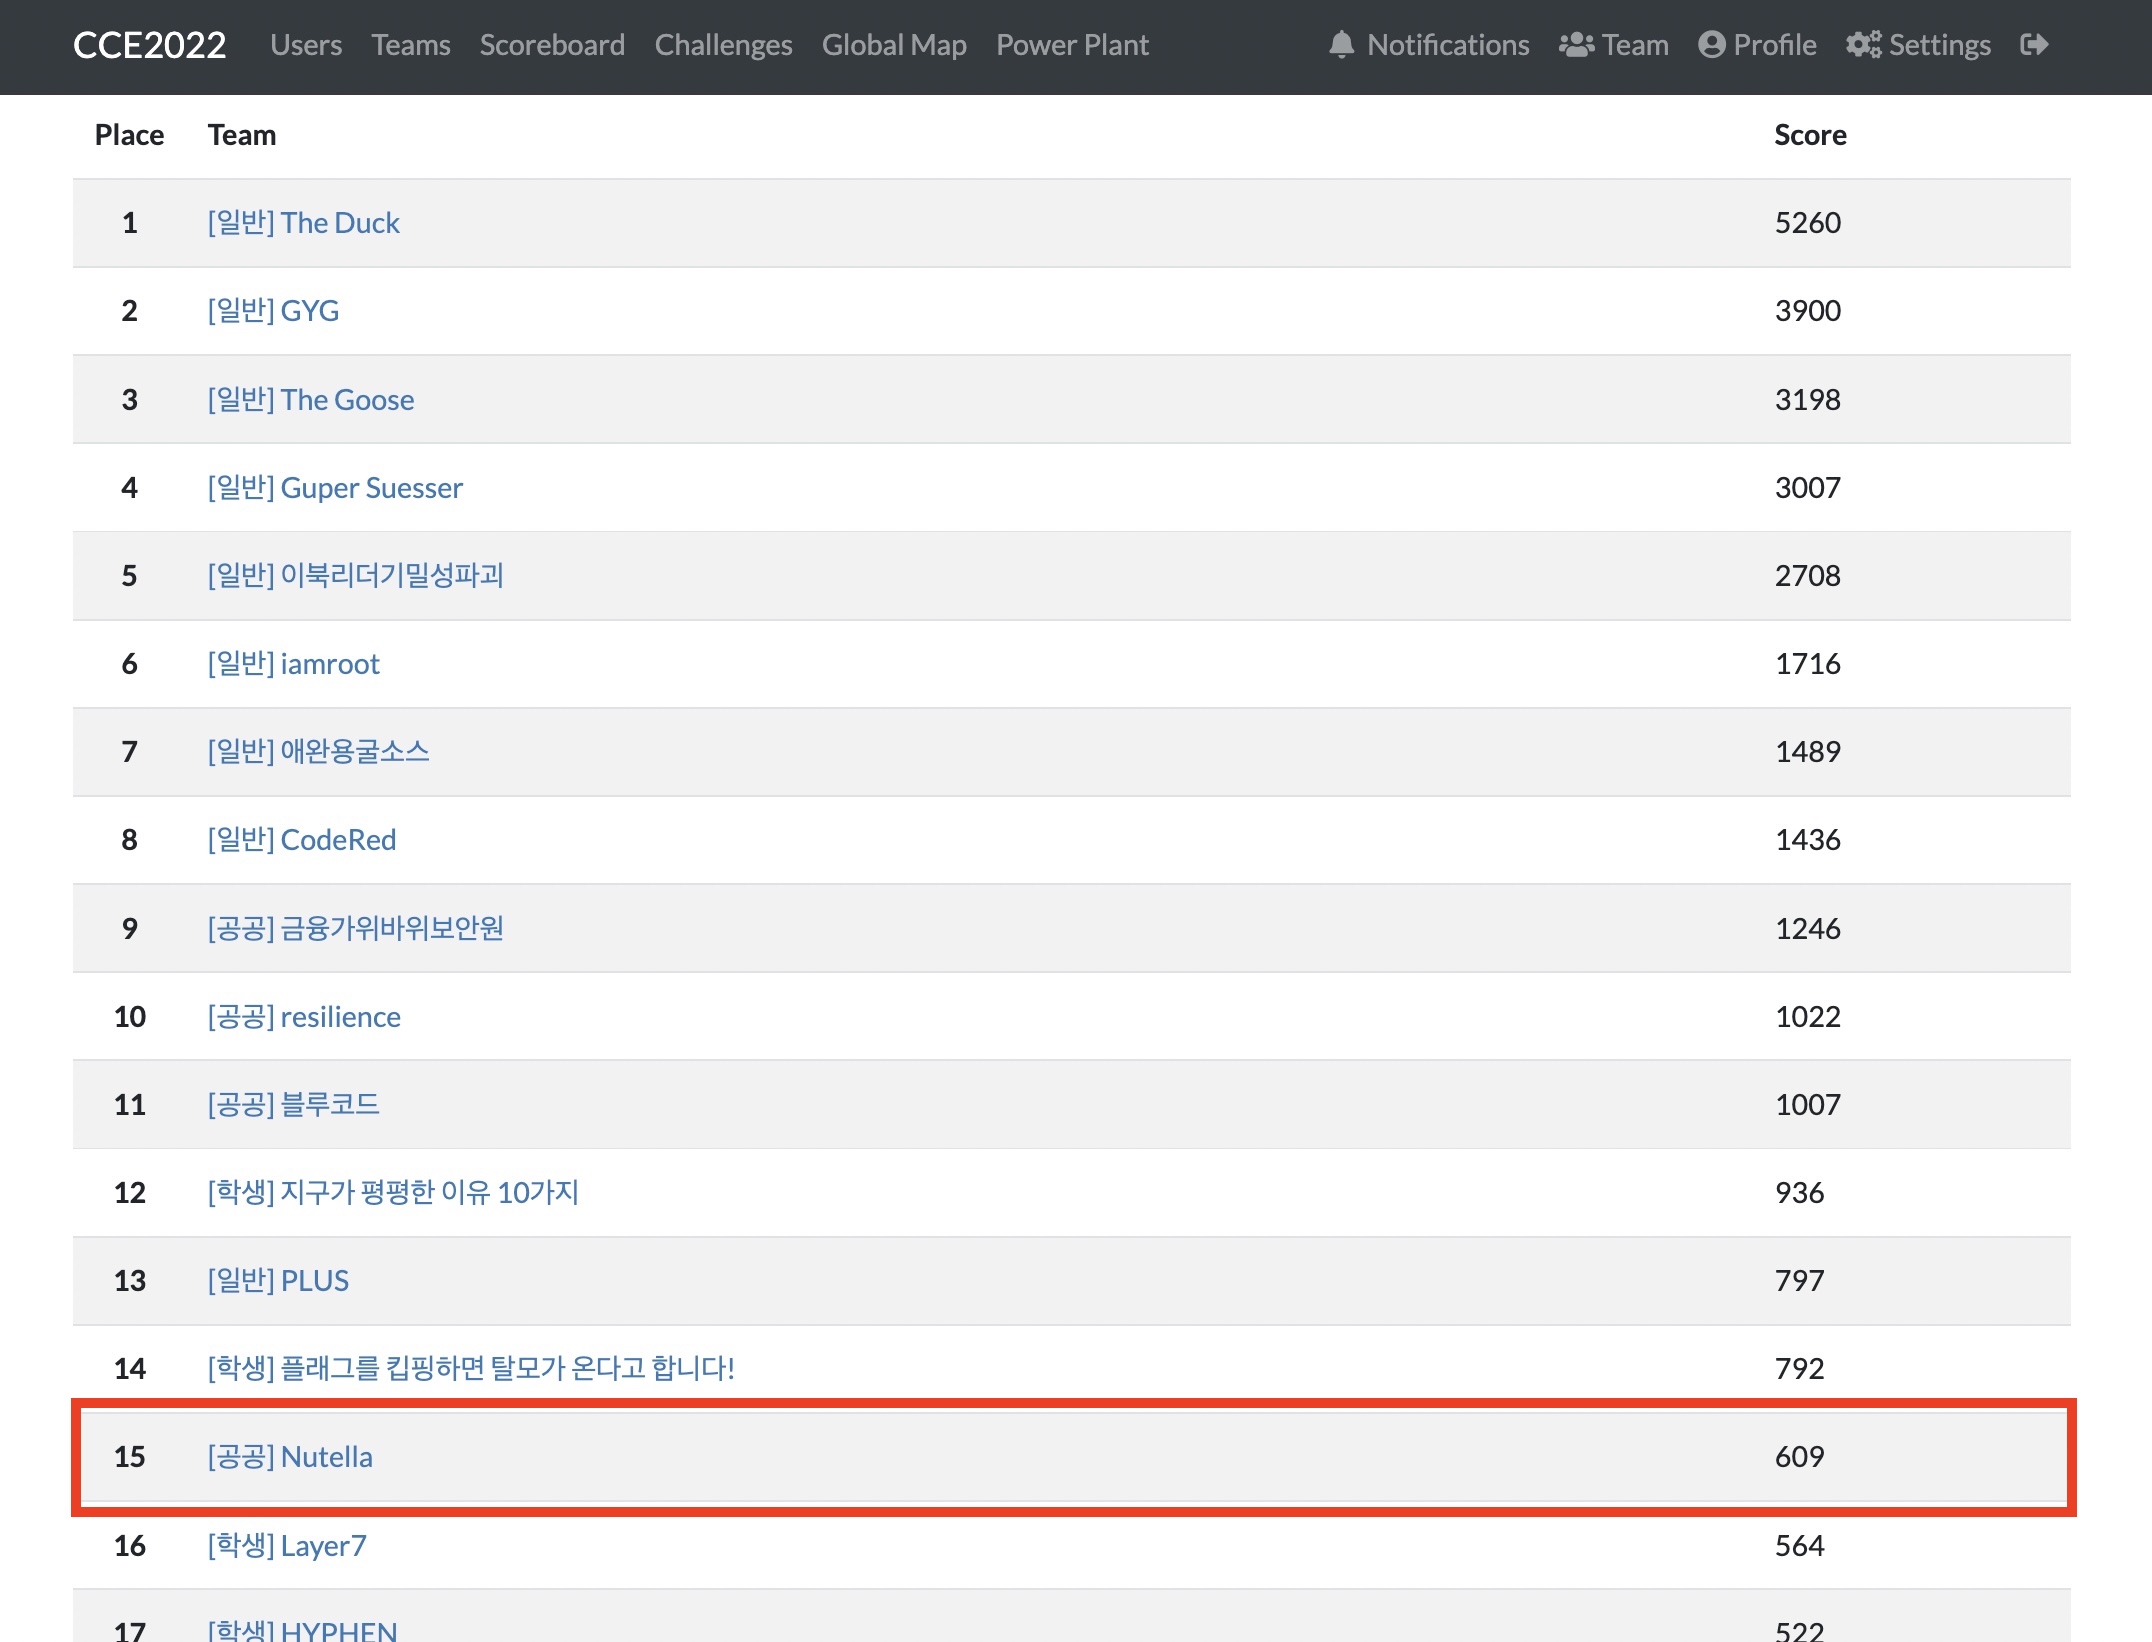 CCE2022 Users Teams Scoreboard Challenges Global Map Power Plant Notifications Team Profile Settings
Place Team Score
1 [일반] The Duck 5260
2 [일반] GYG 3900
3 [일반] The Goose 3198
4 [일반] Guper Suesser 3007
5 [일반] 이북리더기밀성파괴 2708
6 [일반] iamroot 1716
7 [일반] 애완용굴소스 1489
8 [일반] CodeRed 1436
9 [공공] 금융가위바위보안원 1246
10 [공공] resilience 1022
11 [공공] 블루코드 1007
12 [학생] 지구가 평평한 이유 10가지 936
13 [일반] PLUS 797
14 [학생] 플래그를 킵핑하면 탈모가 온다고 합니다! 792
15 [공공] Nutella 609
16 [학생] Layer7 564
17 [학생] HYPHEN 522